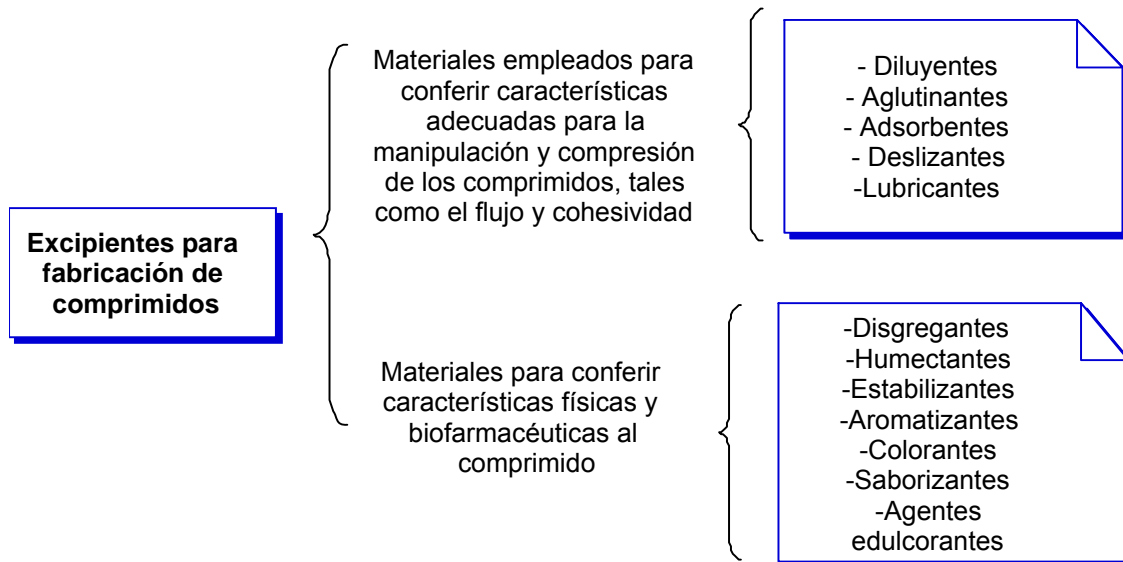 Excipientes para
fabricación de
comprimidos
Materiales empleados para
conferir características
adecuadas para la
manipulación y compresión
de los comprimidos, tales
como el flujo y cohesividad
- Diluyentes
- Aglutinantes
- Adsorbentes
- Deslizantes
-Lubricantes
Materiales para conferir
características físicas y
biofarmacéuticas al
comprimido
-Disgregantes
-Humectantes
-Estabilizantes
-Aromatizantes
-Colorantes
-Saborizantes
-Agentes
edulcorantes